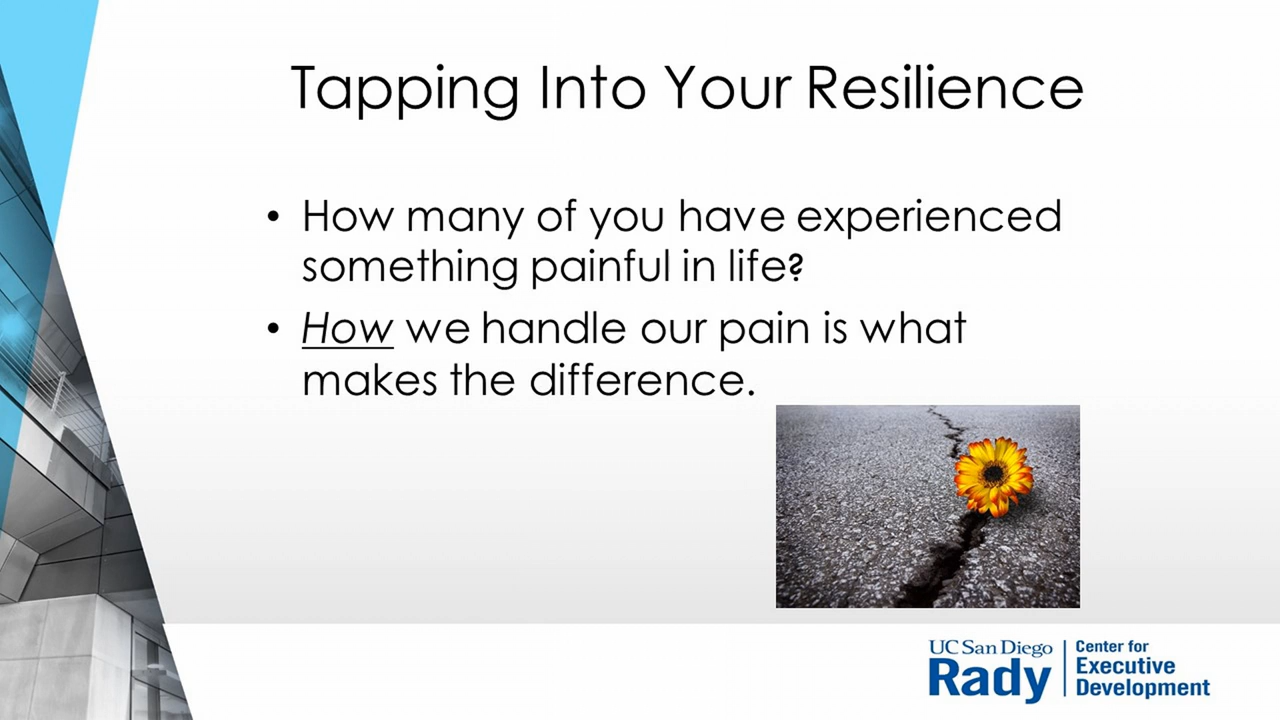 Tapping Into Your Resilience
• How many of you have experienced
something painful in life?
• How we handle our pain is what
makes the difference.
UC San Diego
Rady
Center for
Executive
Development